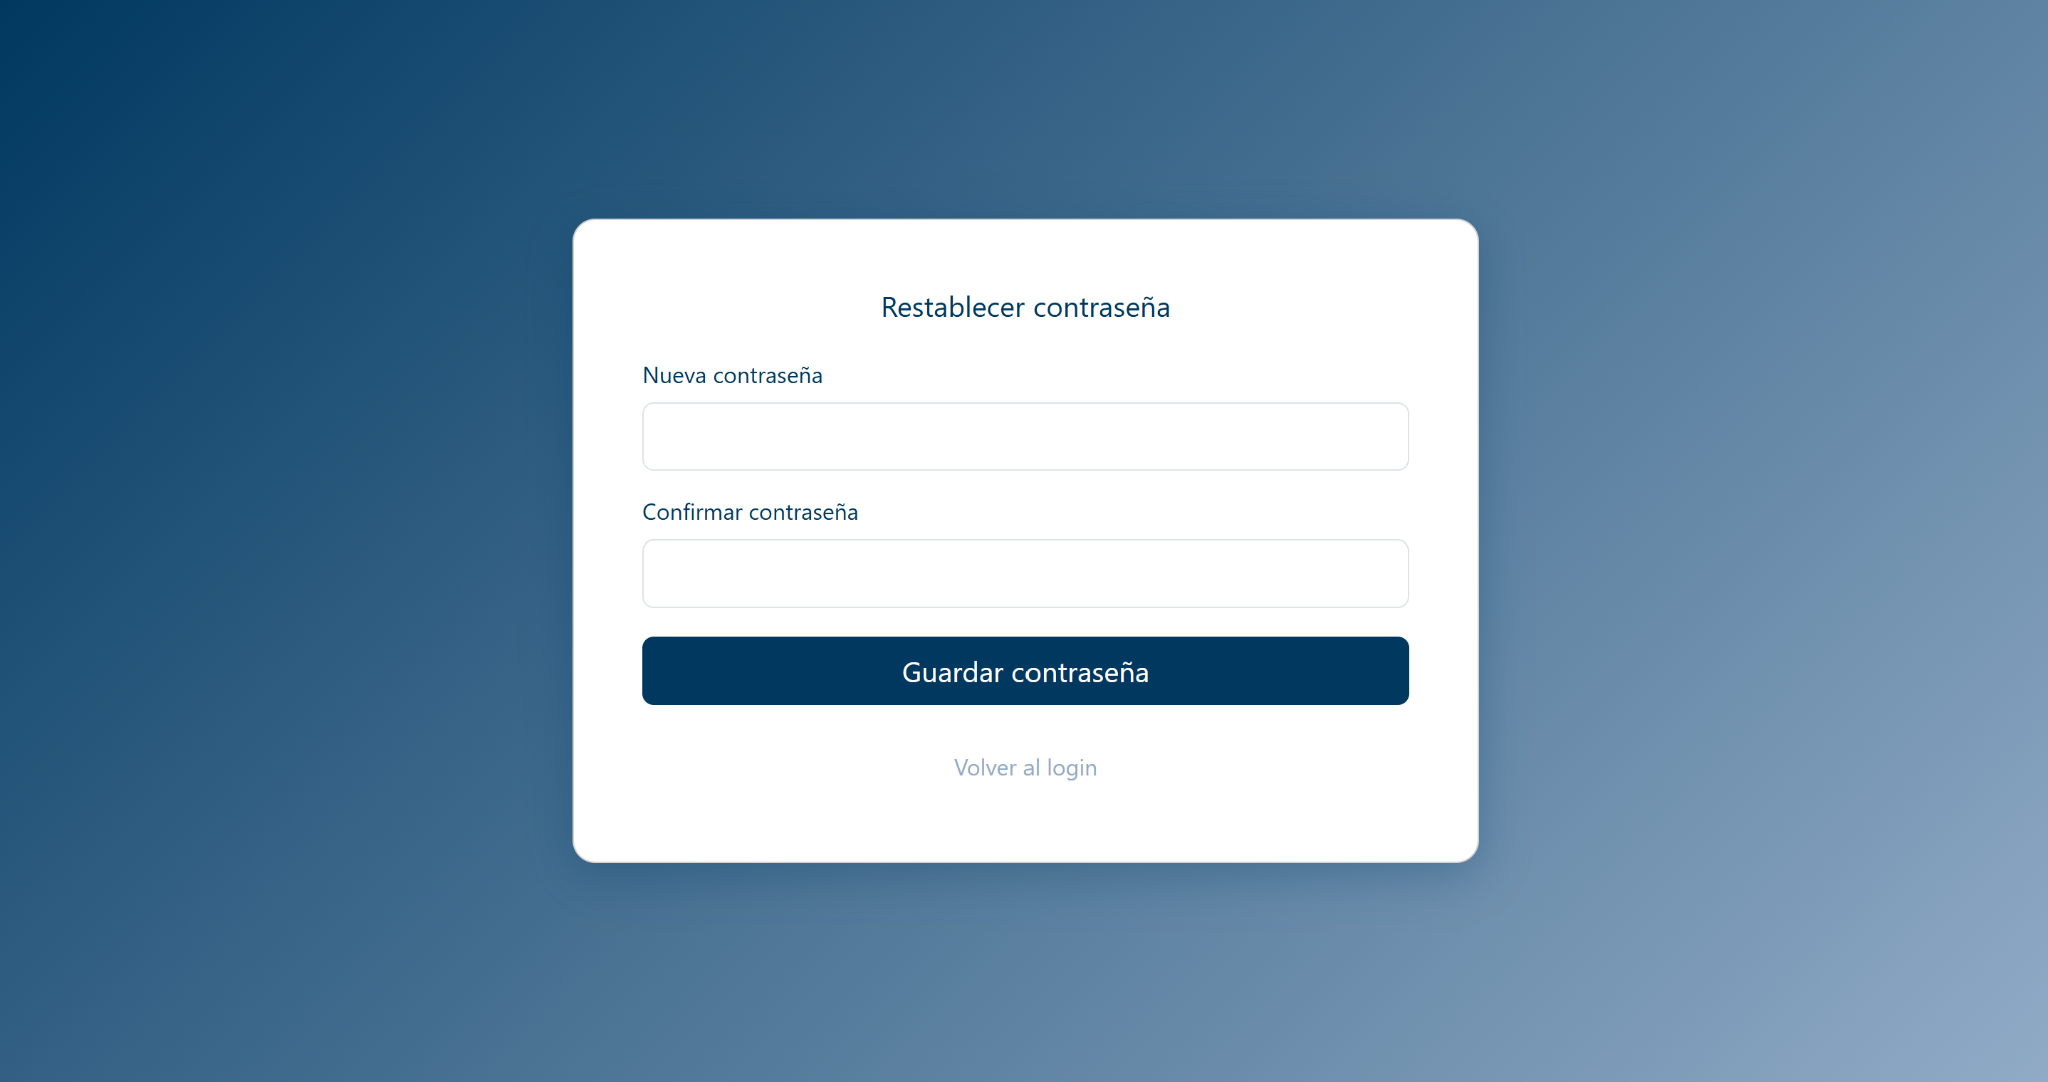 Restablecer contraseña
Nueva contraseña
Confirmar contraseña
Guardar contraseña
Volver al login